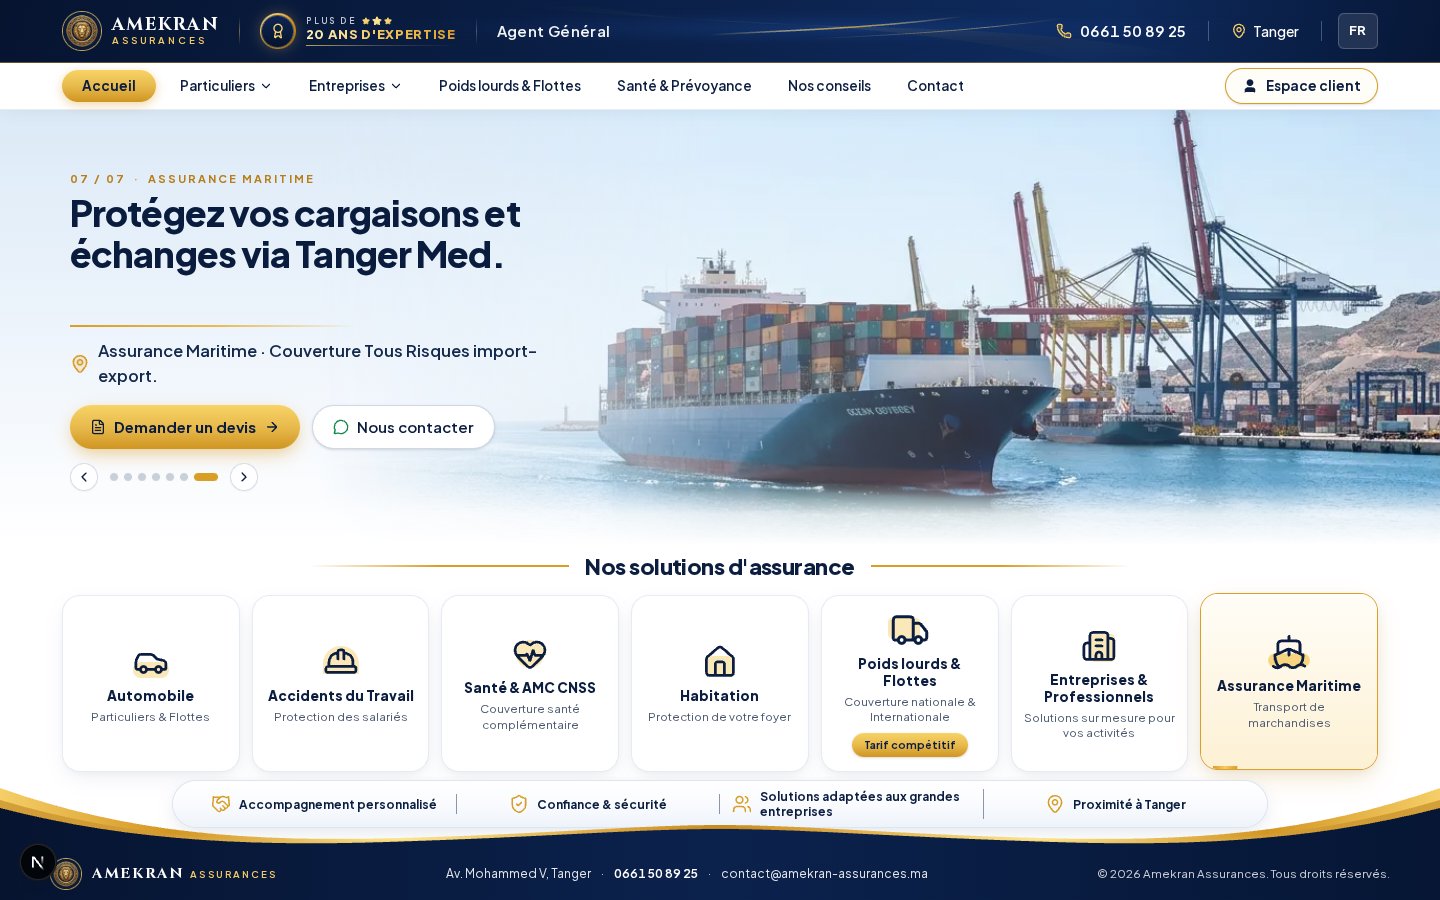 AMEKRAN
ASSURANCES
PLUS DE
20 ANS D'EXPERTISE
Agent Général
0661 50 89 25
Tanger
FR
Accueil
Particuliers
Entreprises
Poids lourds & Flottes
Santé & Prévoyance
Nos conseils
Contact
Espace client
07 / 07 · ASSURANCE MARITIME
Protégez vos cargaisons et
échanges via Tanger Med.
Assurance Maritime · Couverture Tous Risques import-
export.
Demander un devis
Nous contacter
OCEAN ODYSSEY
Nos solutions d'assurance
Automobile
Particuliers & Flottes
Accidents du Travail
Protection des salariés
Santé & AMC CNSS
Couverture santé
complémentaire
Habitation
Protection de votre foyer
Poids lourds &
Flottes
Couverture nationale &
Internationale
Tarif compétitif
Entreprises &
Professionnels
Solutions sur mesure pour
vos activités
Assurance Maritime
Transport de
marchandises
Accompagnement personnalisé
Confiance & sécurité
Solutions adaptées aux grandes
entreprises
Proximité à Tanger
N
AMEKRAN ASSURANCES
Av. Mohammed V, Tanger · 0661 50 89 25 · contact@amekran-assurances.ma
© 2026 Amekran Assurances. Tous droits réservés.